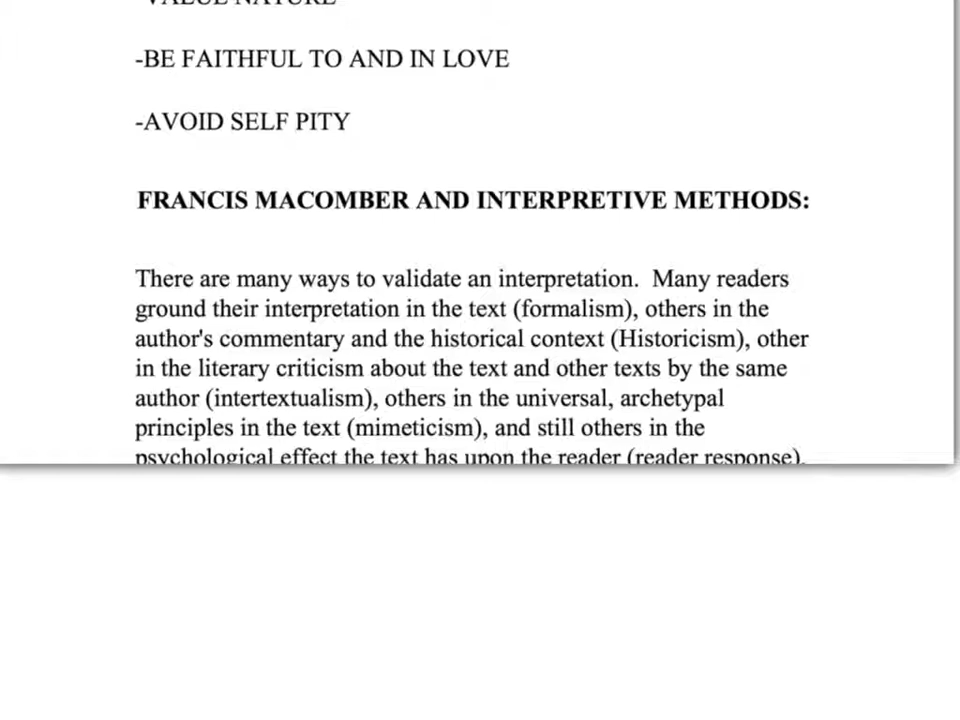 -VALUE NATURE
-BE FAITHFUL TO AND IN LOVE
-AVOID SELF PITY
FRANCIS MACOMBER AND INTERPRETIVE METHODS:
There are many ways to validate an interpretation.  Many readers
ground their interpretation in the text (formalism), others in the
author's commentary and the historical context (Historicism), other
in the literary criticism about the text and other texts by the same
author (intertextualism), others in the universal, archetypal
principles in the text (mimeticism), and still others in the
psychological effect the text has upon the reader (reader response).